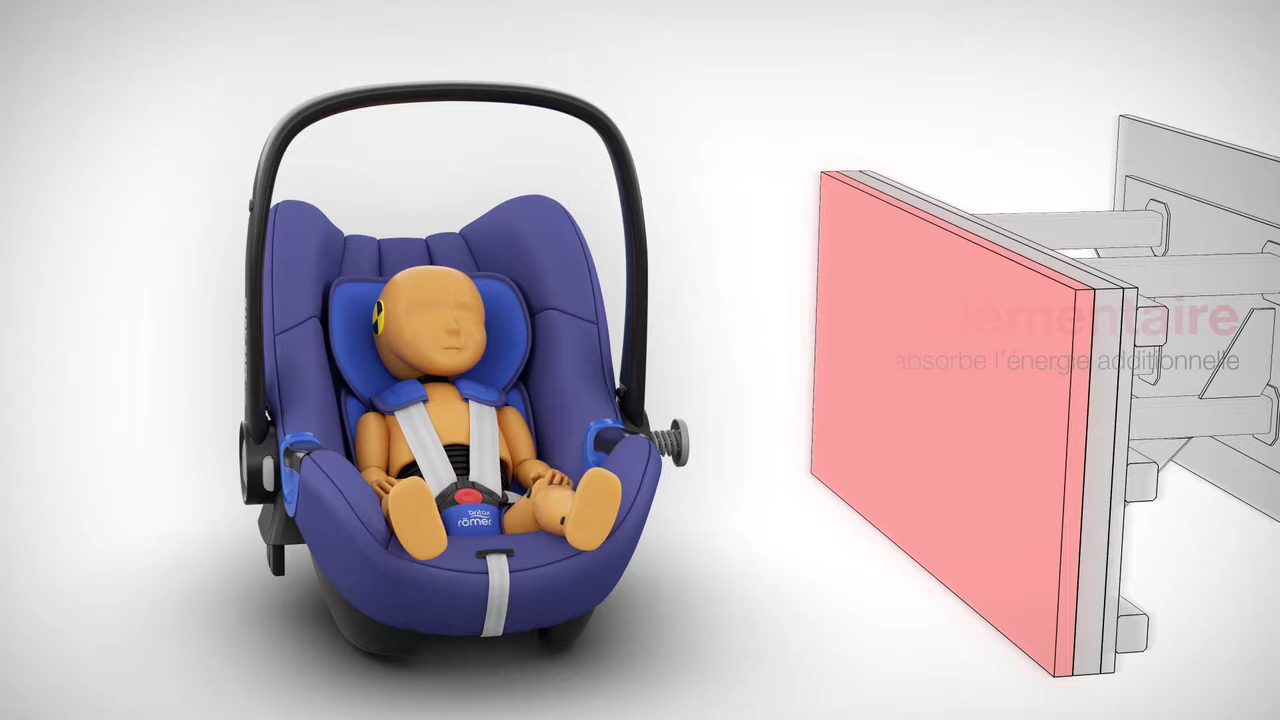 britax
römer
lémentaire
absorbe l'énergie additionnelle